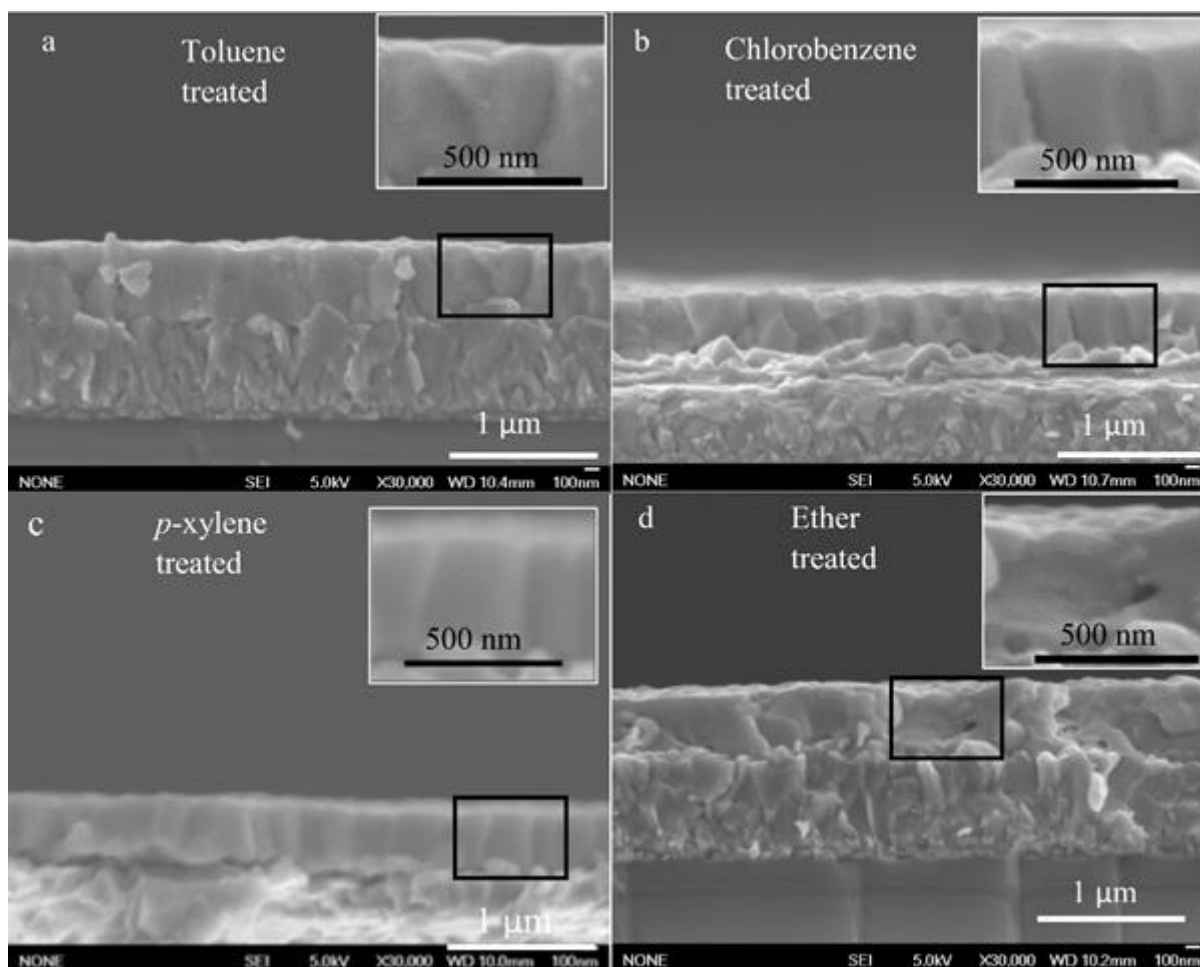 a
Toluene
treated
500 nm
1 μm
NONE SEI 5.0kV X30,000 WD 10.4mm 100nm
b
Chlorobenzene
treated
500 nm
1 μm
NONE SEI 5.0kV X30,000 WD 10.7mm 100nm
c
p-xylene
treated
500 nm
1 μm
NONE SEI 5.0kV X30,000 WD 10.0mm 100nm
d
Ether
treated
500 nm
1 μm
NONE SEI 5.0kV X30,000 WD 10.2mm 100nm